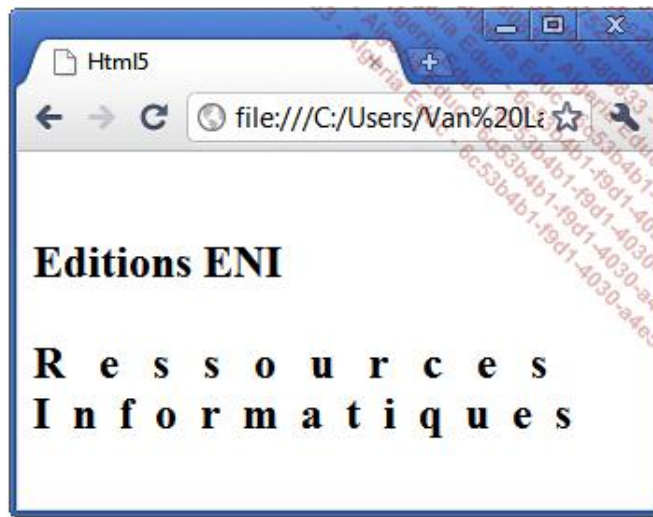 Html5
file:///C:/Users/Van%20La
Editions ENI
R e s s o u r c e s
I n f o r m a t i q u e s